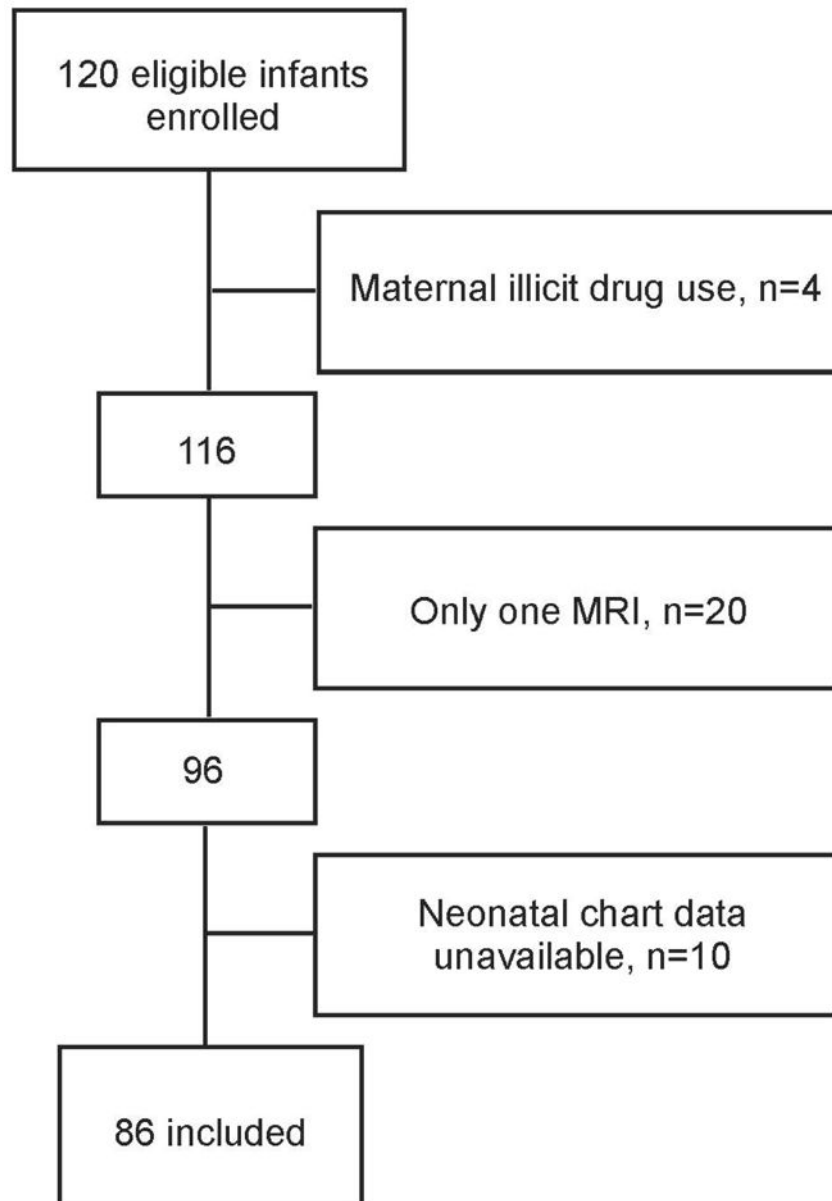 120 eligible infants
enrolled
Maternal illicit drug use, n=4
116
Only one MRI, n=20
96
Neonatal chart data
unavailable, n=10
86 included